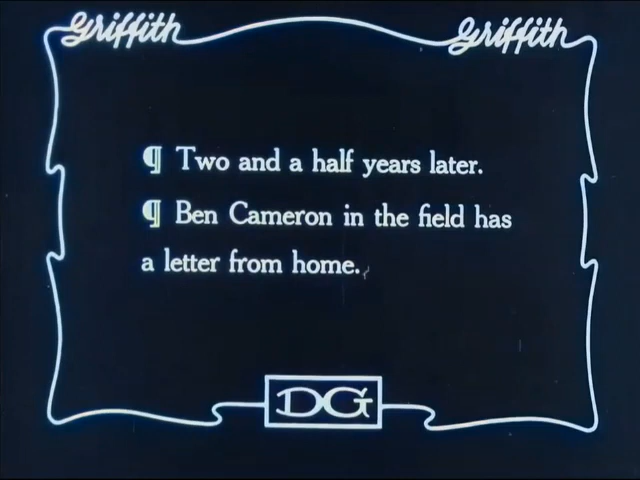 Griffith Griffith
¶ Two and a half years later.
¶ Ben Cameron in the field has
a letter from home.
DG